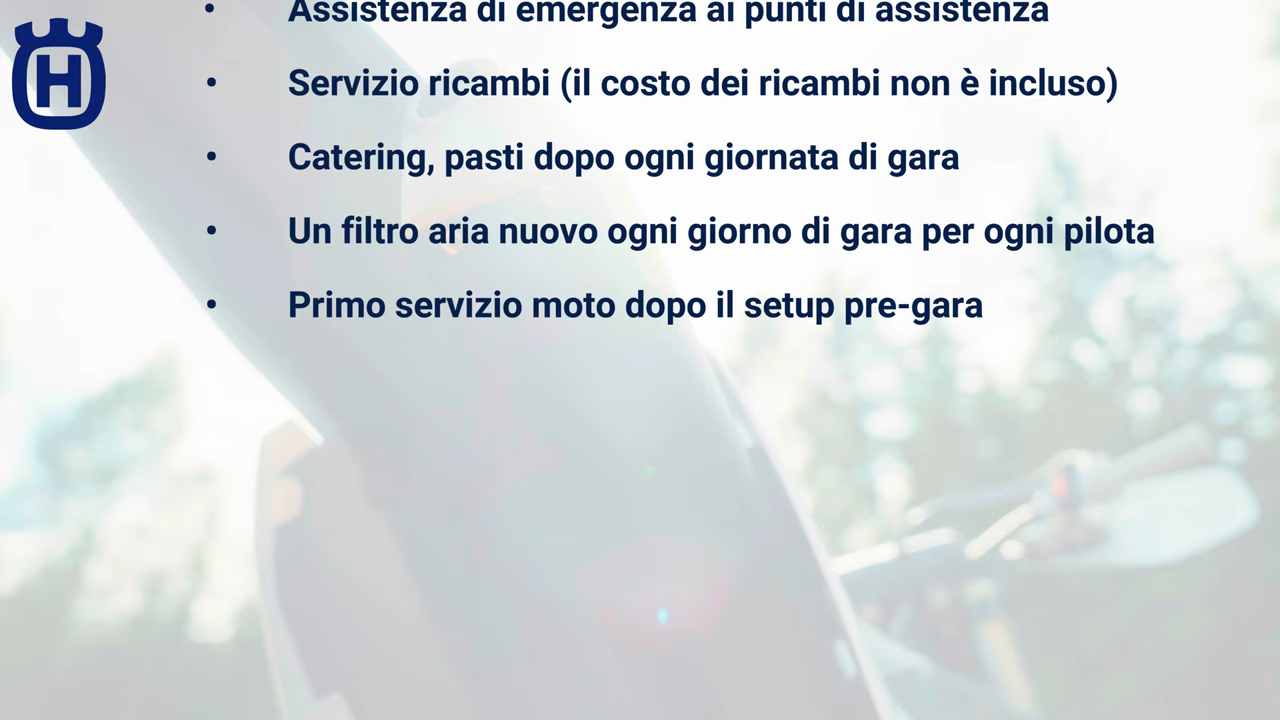 • Assistenza di emergenza ai punti di assistenza
• Servizio ricambi (il costo dei ricambi non è incluso)
• Catering, pasti dopo ogni giornata di gara
• Un filtro aria nuovo ogni giorno di gara per ogni pilota
• Primo servizio moto dopo il setup pre-gara
H